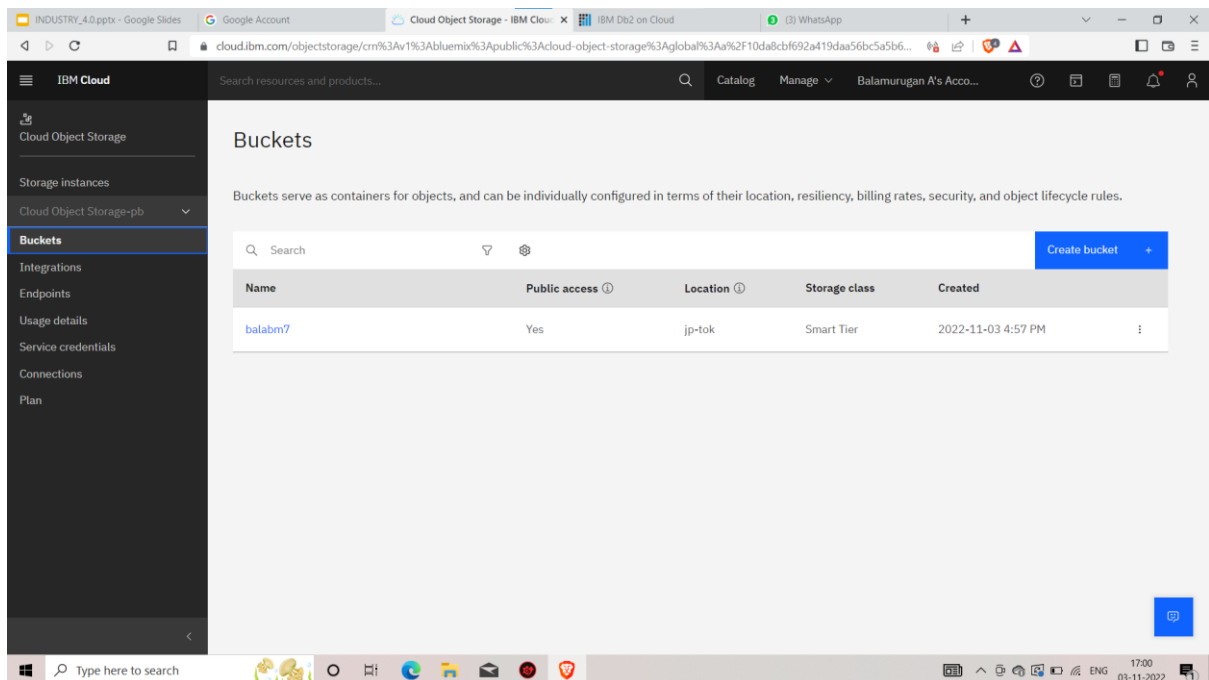 INDUSTRY_4.0.pptx - Google Slides
Google Account
Cloud Object Storage - IBM Clou
IBM Db2 on Cloud
(3) WhatsApp
cloud.ibm.com/objectstorage/crn%3Av1%3Abluemix%3Apublic%3Acloud-object-storage%3Aglobal%3Aa%2F10da8cbf692a419daa56bc5a5b6...
IBM Cloud
Search resources and products...
Catalog
Manage
Balamurugan A's Acco...
Cloud Object Storage
Storage instances
Cloud Object Storage-pb
Buckets
Integrations
Endpoints
Usage details
Service credentials
Connections
Plan
Buckets
Buckets serve as containers for objects, and can be individually configured in terms of their location, resiliency, billing rates, security, and object lifecycle rules.
Search
Create bucket +
Name Public access Location Storage class Created
balabm7 Yes jp-tok Smart Tier 2022-11-03 4:57 PM
Type here to search
ENG
17:00
03-11-2022